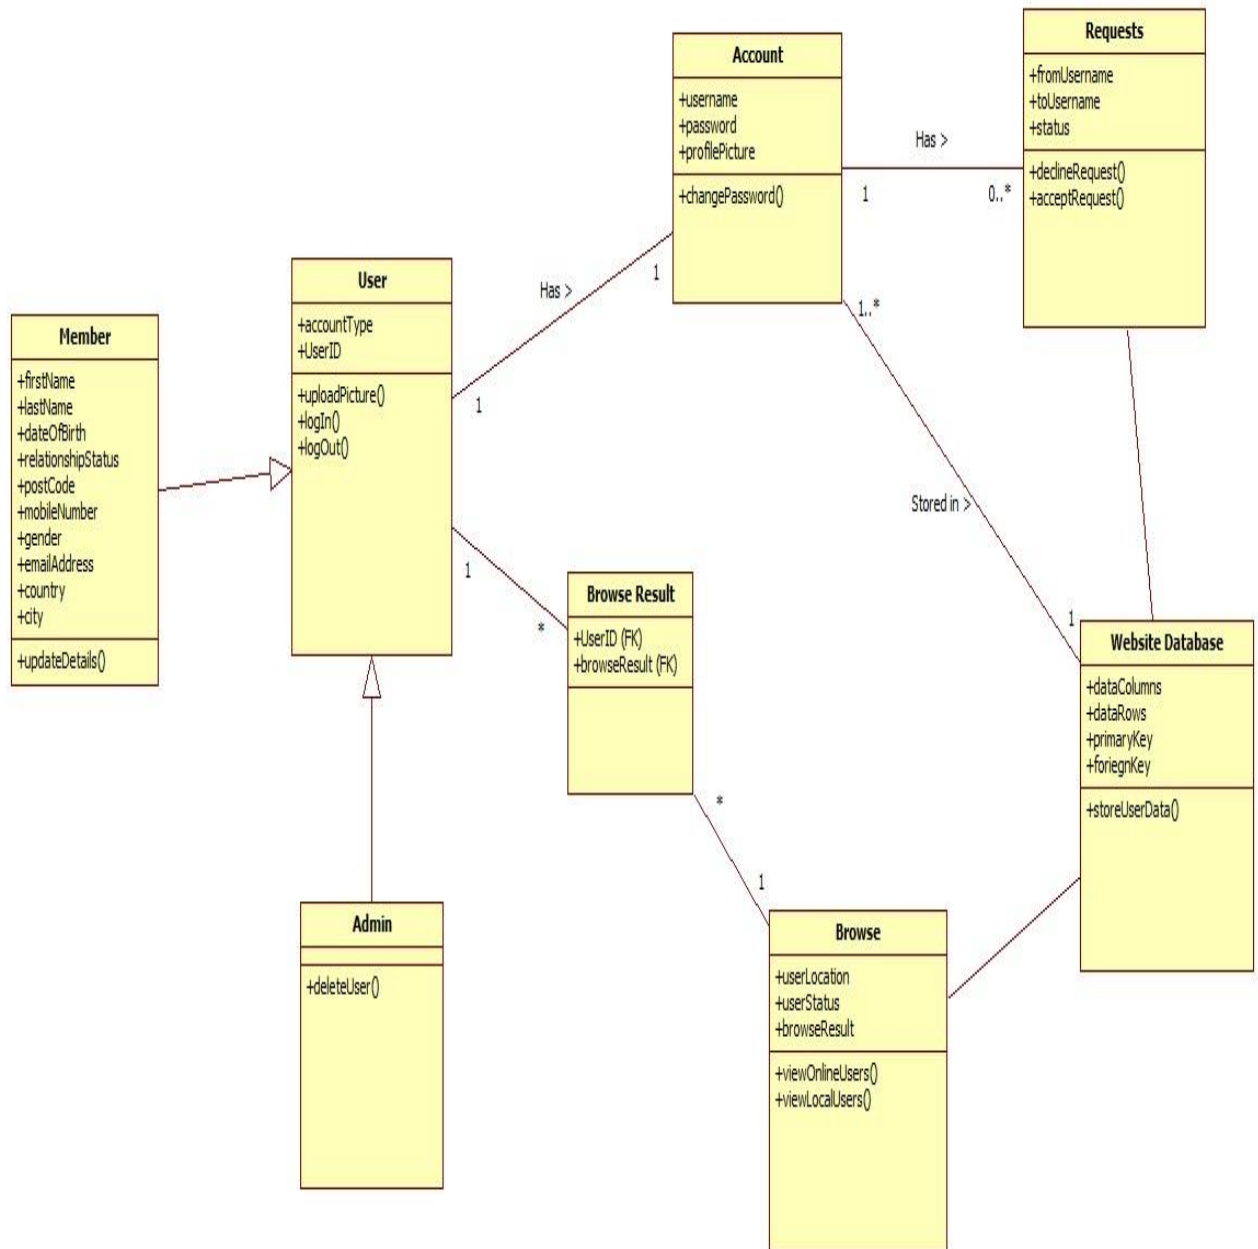 Requests
+fromUsername
+toUsername
+status
+declineRequest()
+acceptRequest()
Account
+username
+password
+profilePicture
+changePassword()
Has >
1
0..*
User
+accountType
+UserID
+uploadPicture()
+logIn()
+logOut()
Has >
1
1
1..*
Member
+firstName
+lastName
+dateOfBirth
+relationshipStatus
+postCode
+mobileNumber
+gender
+emailAddress
+country
+city
+updateDetails()
Stored in >
1
1
*
Browse Result
+UserID (FK)
+browseResult (FK)
Website Database
+dataColumns
+dataRows
+primaryKey
+foriegnKey
+storeUserData()
*
1
Admin
+deleteUser()
Browse
+userLocation
+userStatus
+browseResult
+viewOnlineUsers()
+viewLocalUsers()